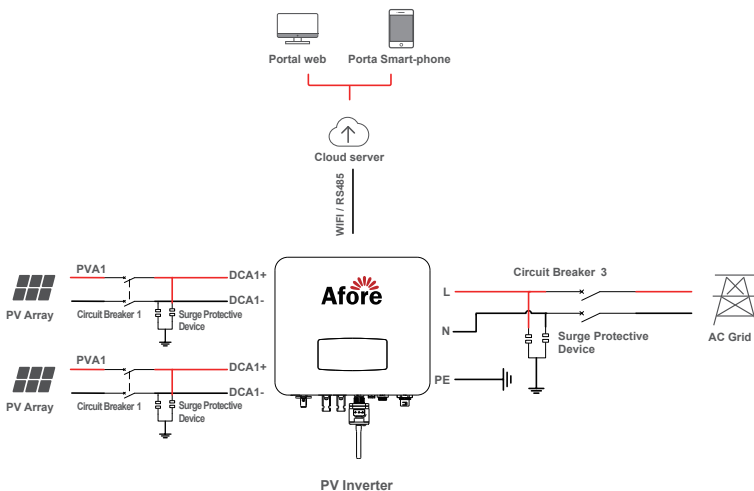 Portal web
Porta Smart-phone
Cloud server
WIFI / RS485
PVA1
DCA1+
DCA1-
PV Array
Circuit Breaker 1
Surge Protective
Device
PVA1
DCA1+
DCA1-
PV Array
Circuit Breaker 1
Surge Protective
Device
Afore
L
N
PE
Circuit Breaker 3
Surge Protective
Device
AC Grid
PV Inverter